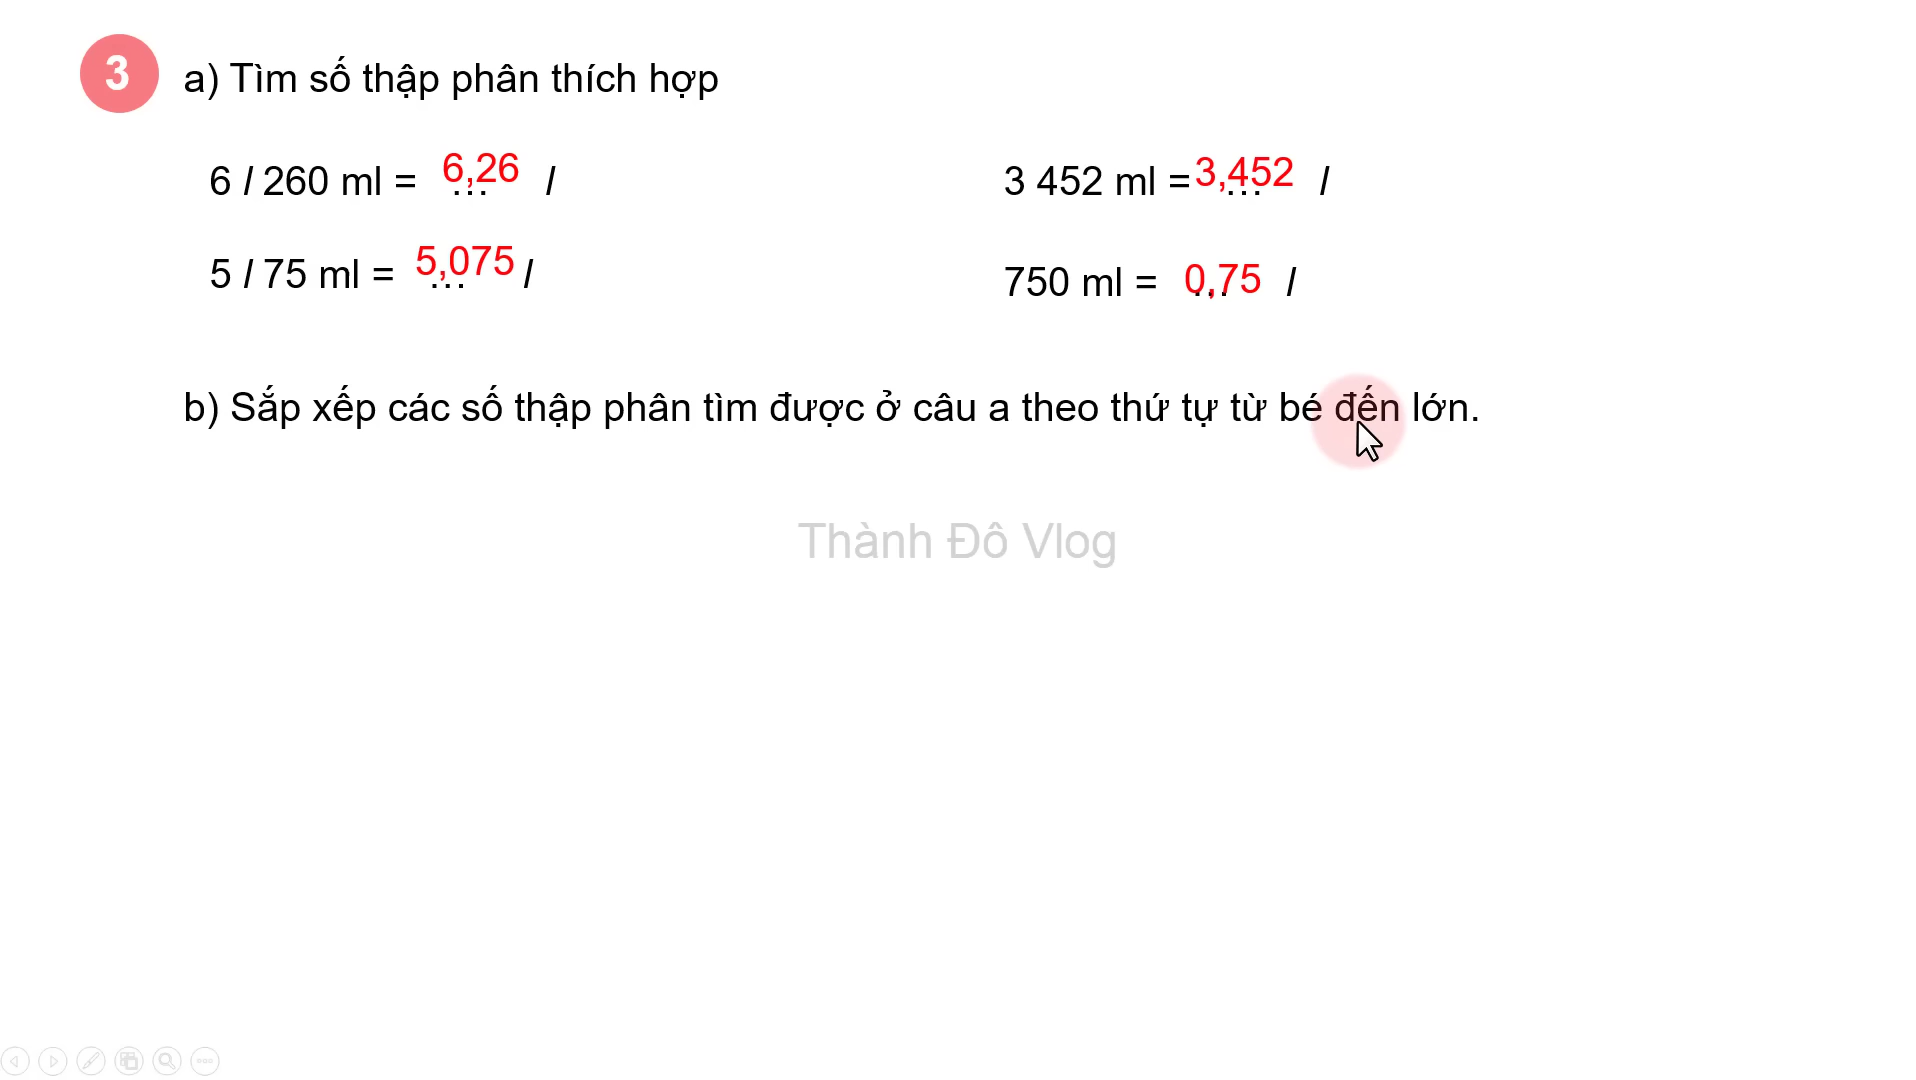 3 a) Tìm số thập phân thích hợp
6 l 260 ml = 6,26 ... l
3 452 ml = 3,452 ... l
5 l 75 ml = 5,075 ... l
750 ml = 0,75 ... l
b) Sắp xếp các số thập phân tìm được ở câu a theo thứ tự từ bé đến lớn.
Thành Đô Vlog